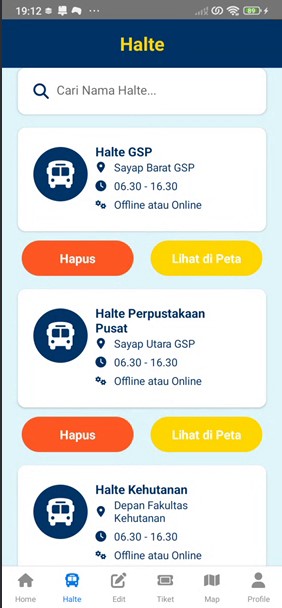 19:12
89
Halte
Cari Nama Halte...
Halte GSP
Sayap Barat GSP
06.30 - 16.30
Offline atau Online
Hapus
Lihat di Peta
Halte Perpustakaan
Pusat
Sayap Utara GSP
06.30 - 16.30
Offline atau Online
Hapus
Lihat di Peta
Halte Kehutanan
Depan Fakultas
Kehutanan
06.30 - 16.30
Offline atau Online
Home
Halte
Edit
Tiket
Map
Profile